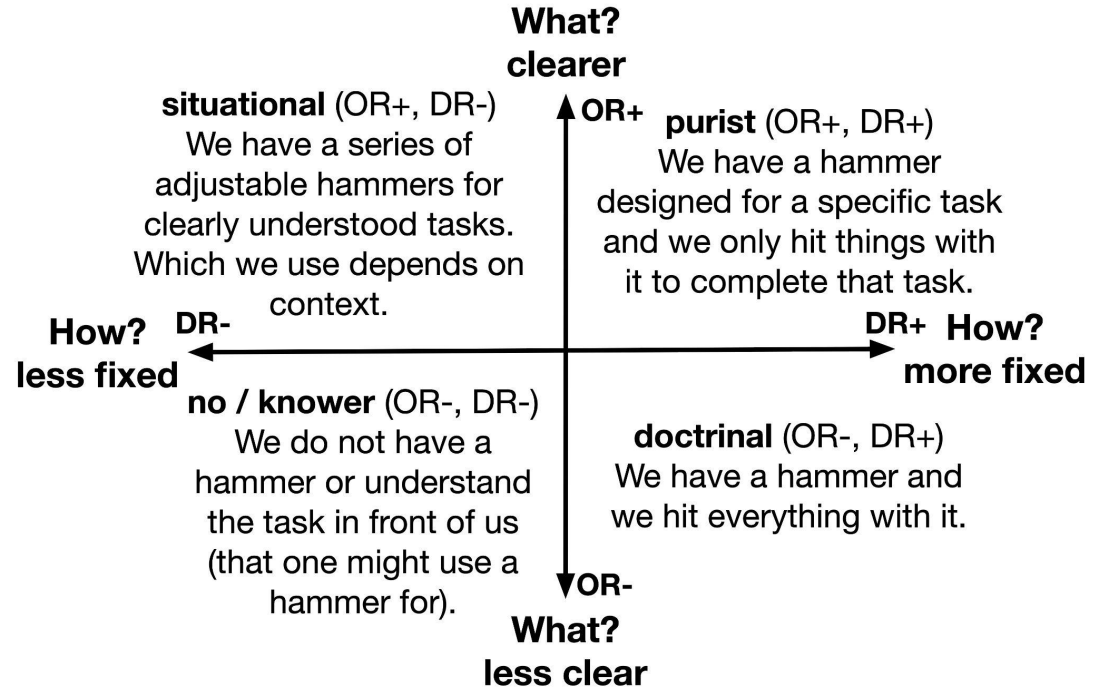 What?
clearer
situational (OR+, DR-)
We have a series of
adjustable hammers for
clearly understood tasks.
Which we use depends on
context.
OR+
purist (OR+, DR+)
We have a hammer
designed for a specific task
and we only hit things with
it to complete that task.
How?
less fixed
DR-
DR+
How?
more fixed
no / knower (OR-, DR-)
We do not have a
hammer or understand
the task in front of us
(that one might use a
hammer for).
doctrinal (OR-, DR+)
We have a hammer and
we hit everything with it.
OR-
What?
less clear